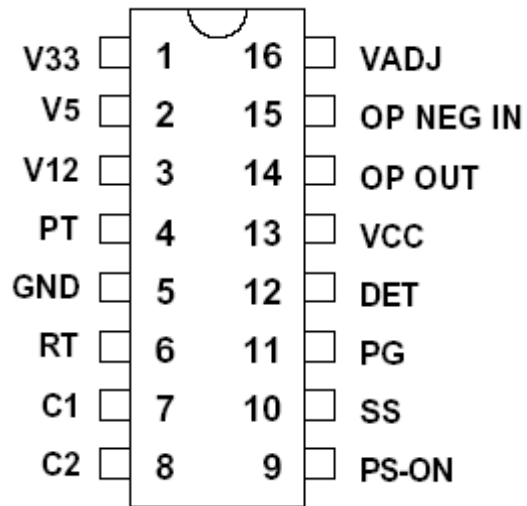 V33 1 16 VADJ
V5 2 15 OP NEG IN
V12 3 14 OP OUT
PT 4 13 VCC
GND 5 12 DET
RT 6 11 PG
C1 7 10 SS
C2 8 9 PS-ON